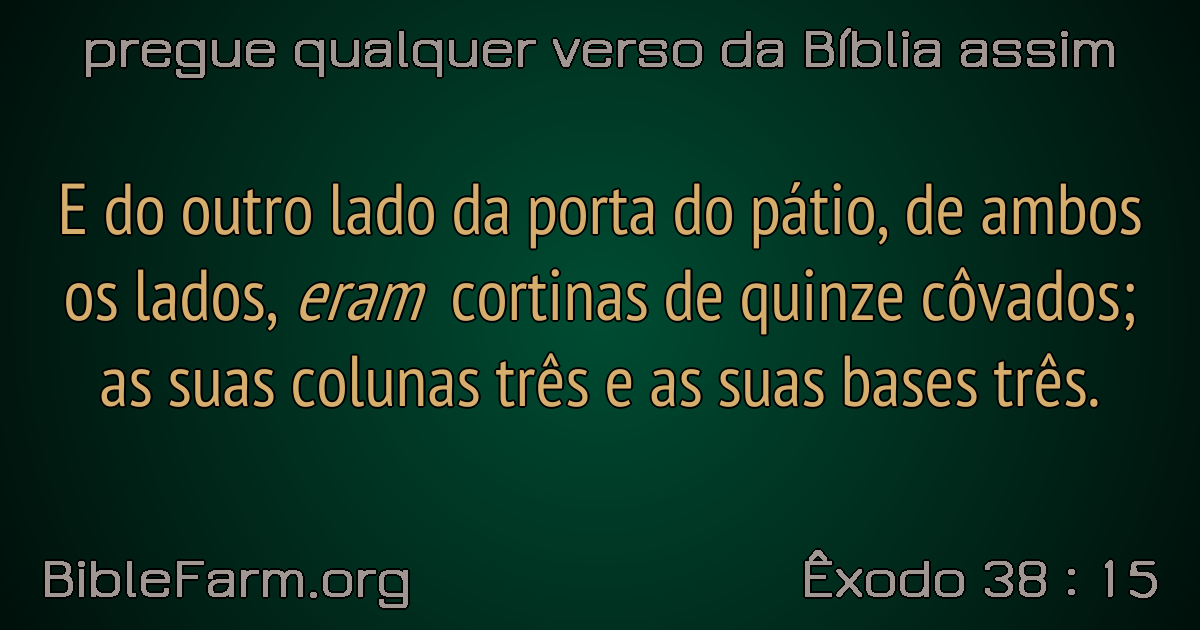 pregue qualquer verso da Bíblia assim
E do outro lado da porta do pátio, de ambos
os lados, eram cortinas de quinze côvados;
as suas colunas três e as suas bases três.
BibleFarm.org
Êxodo 38 : 15